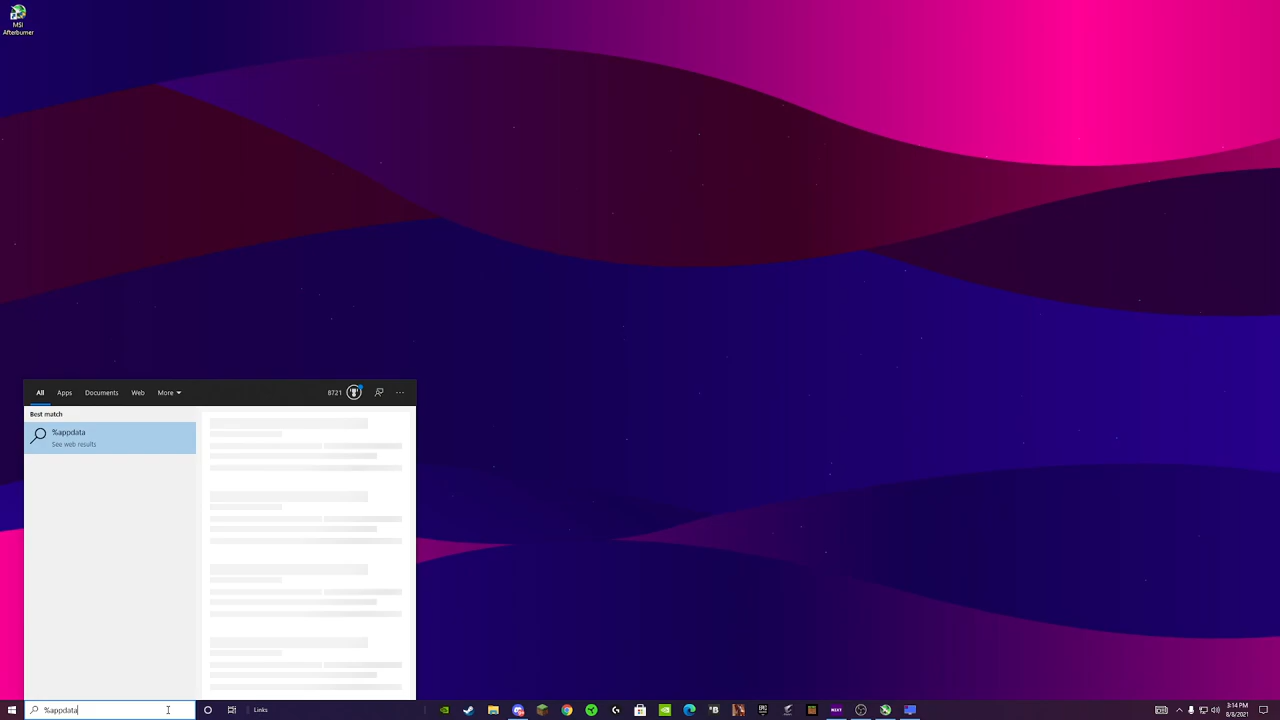 MSI
Afterburner
All Apps Documents Web More 8721 ...
Best match
%appdata
See web results
%appdata
Links
NEXT
3:14 PM
8/8/2021